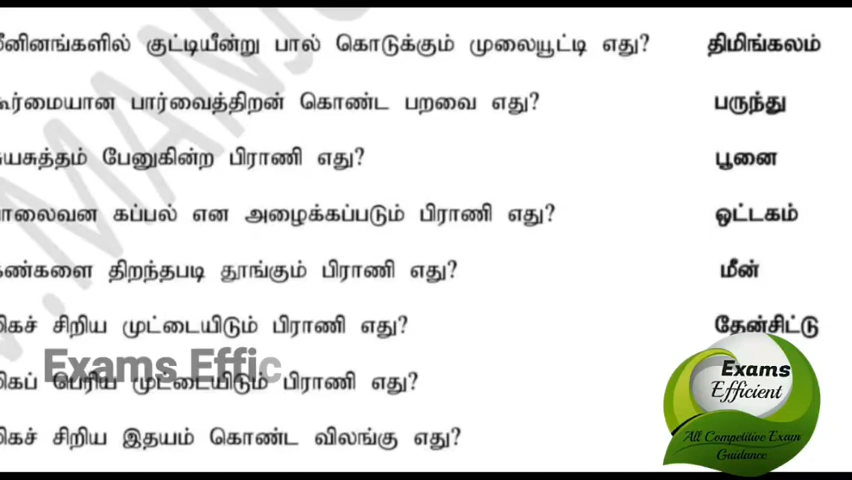 மீனினங்களில் குட்டியீன்று பால் கொடுக்கும் முலையூட்டி எது? திமிங்கலம்
கூர்மையான பார்வைத்திறன் கொண்ட பறவை எது? பருந்து
சுயசுத்தம் பேனுகின்ற பிராணி எது? பூனை
பாலைவன கப்பல் என அழைக்கப்படும் பிராணி எது? ஒட்டகம்
கண்களை திறந்தபடி தூங்கும் பிராணி எது? மீன்
மிகச் சிறிய முட்டையிடும் பிராணி எது? தேன்சிட்டு
Exams Effic
மிகப் பெரிய முட்டையிடும் பிராணி எது?
மிகச் சிறிய இதயம் கொண்ட விலங்கு எது?
Exams
Efficient
All Competitive Exam
Guidance